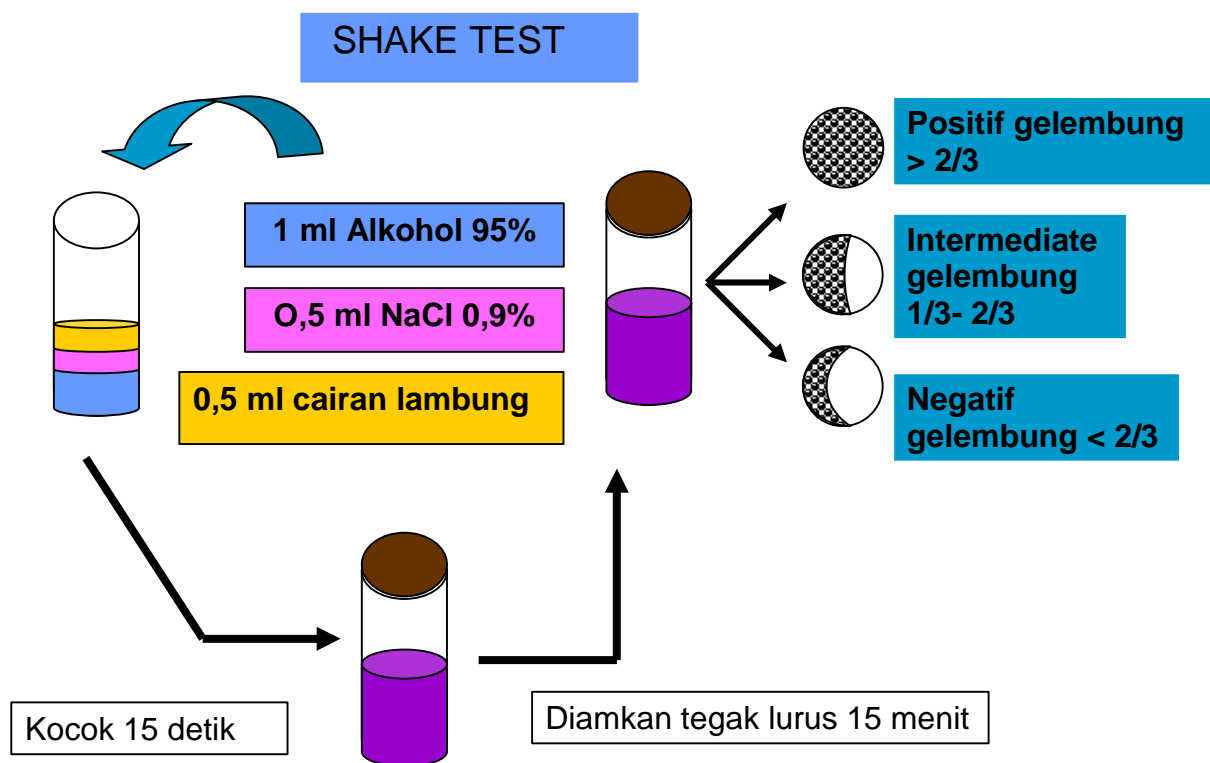 SHAKE TEST
1 ml Alkohol 95%
O,5 ml NaCl 0,9%
0,5 ml cairan lambung
Positif gelembung
> 2/3
Intermediate
gelembung
1/3- 2/3
Negatif
gelembung < 2/3
Kocok 15 detik
Diamkan tegak lurus 15 menit